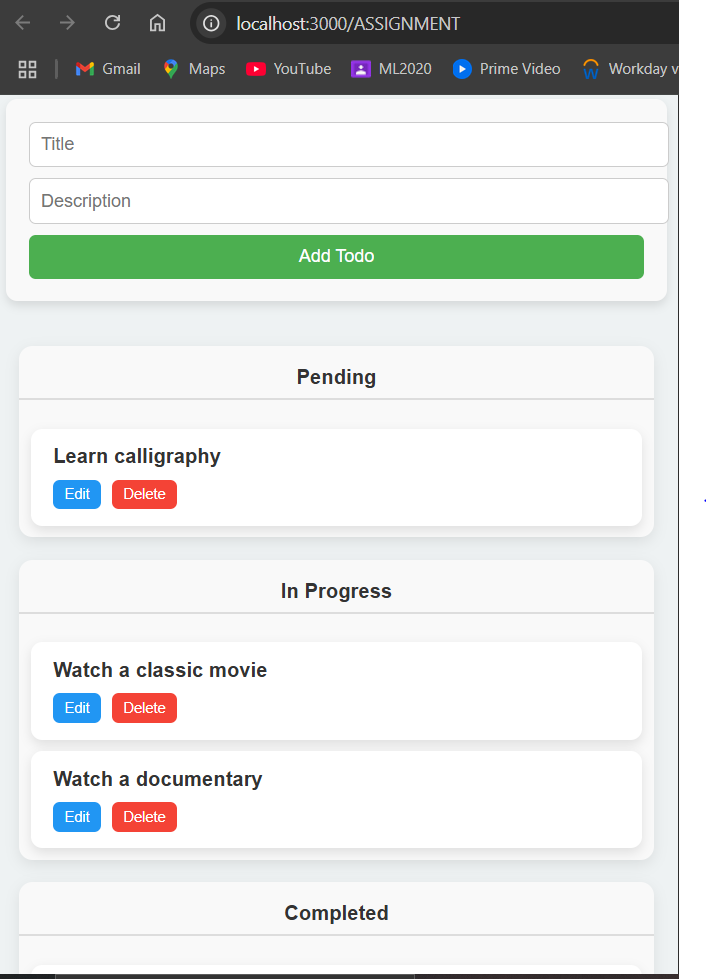 localhost:3000/ASSIGNMENT
Gmail Maps YouTube ML2020 Prime Video Workday v
Title
Description
Add Todo
Pending
Learn calligraphy
Edit Delete
In Progress
Watch a classic movie
Edit Delete
Watch a documentary
Edit Delete
Completed